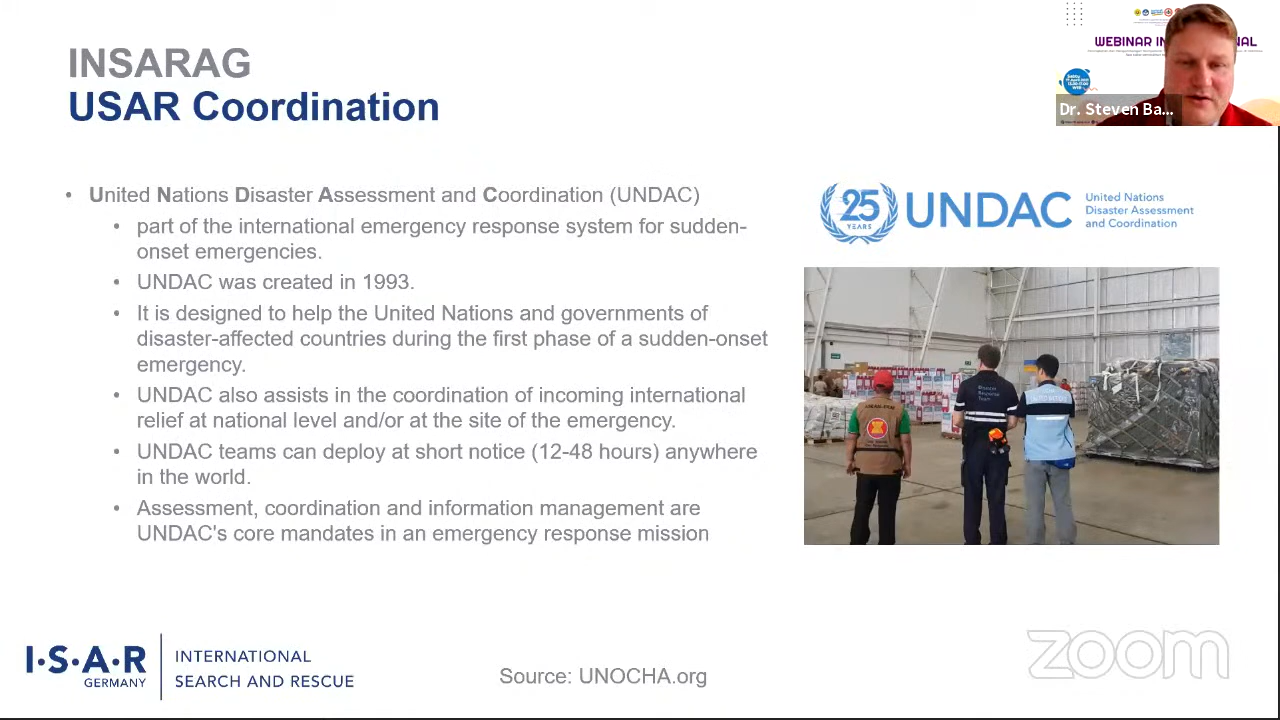 INSARAG
USAR Coordination
WEBINAR IN
NAL
Dr. Steven Ba...
• United Nations Disaster Assessment and Coordination (UNDAC)
• part of the international emergency response system for sudden-
onset emergencies.
• UNDAC was created in 1993.
• It is designed to help the United Nations and governments of
disaster-affected countries during the first phase of a sudden-onset
emergency.
• UNDAC also assists in the coordination of incoming international
relief at national level and/or at the site of the emergency.
• UNDAC teams can deploy at short notice (12-48 hours) anywhere
in the world.
• Assessment, coordination and information management are
UNDAC's core mandates in an emergency response mission
25
YEARS
UNDAC
United Nations
Disaster Assessment
and Coordination
Disaster
Response
Team
I·S·A·R
GERMANY
INTERNATIONAL
SEARCH AND RESCUE
Source: UNOCHA.org
zoom